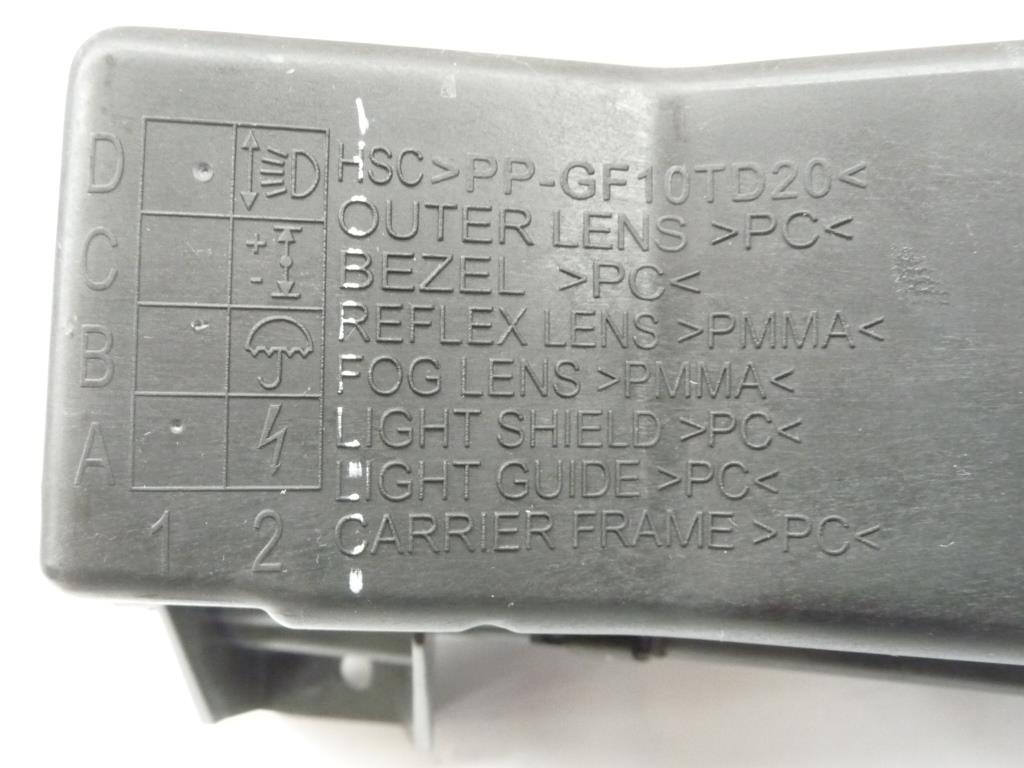 D HSC >PP-GF10TD20<
OUTER LENS >PC<
C + - BEZEL >PC<
REFLEX LENS >PMMA<
B FOG LENS >PMMA<
LIGHT SHIELD >PC<
A LIGHT GUIDE >PC<
1 2 CARRIER FRAME >PC<